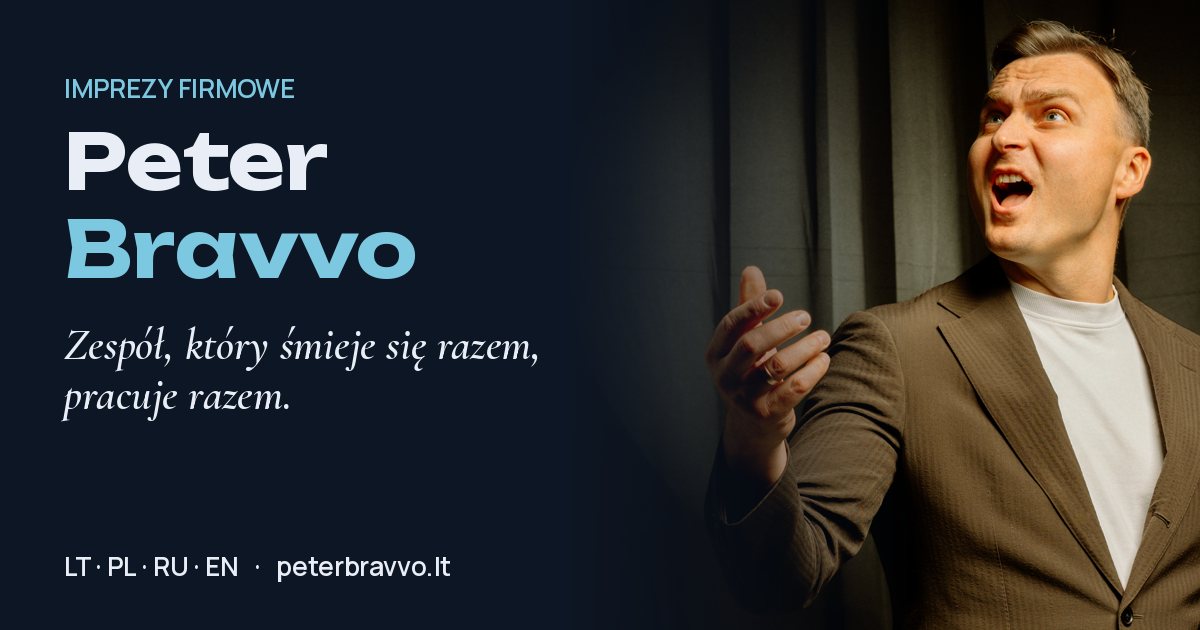 IMPREZY FIRMOWE
Peter
Bravvo
Zespół, który śmieje się razem,
pracuje razem.
LT · PL · RU · EN · peterbravvo.lt